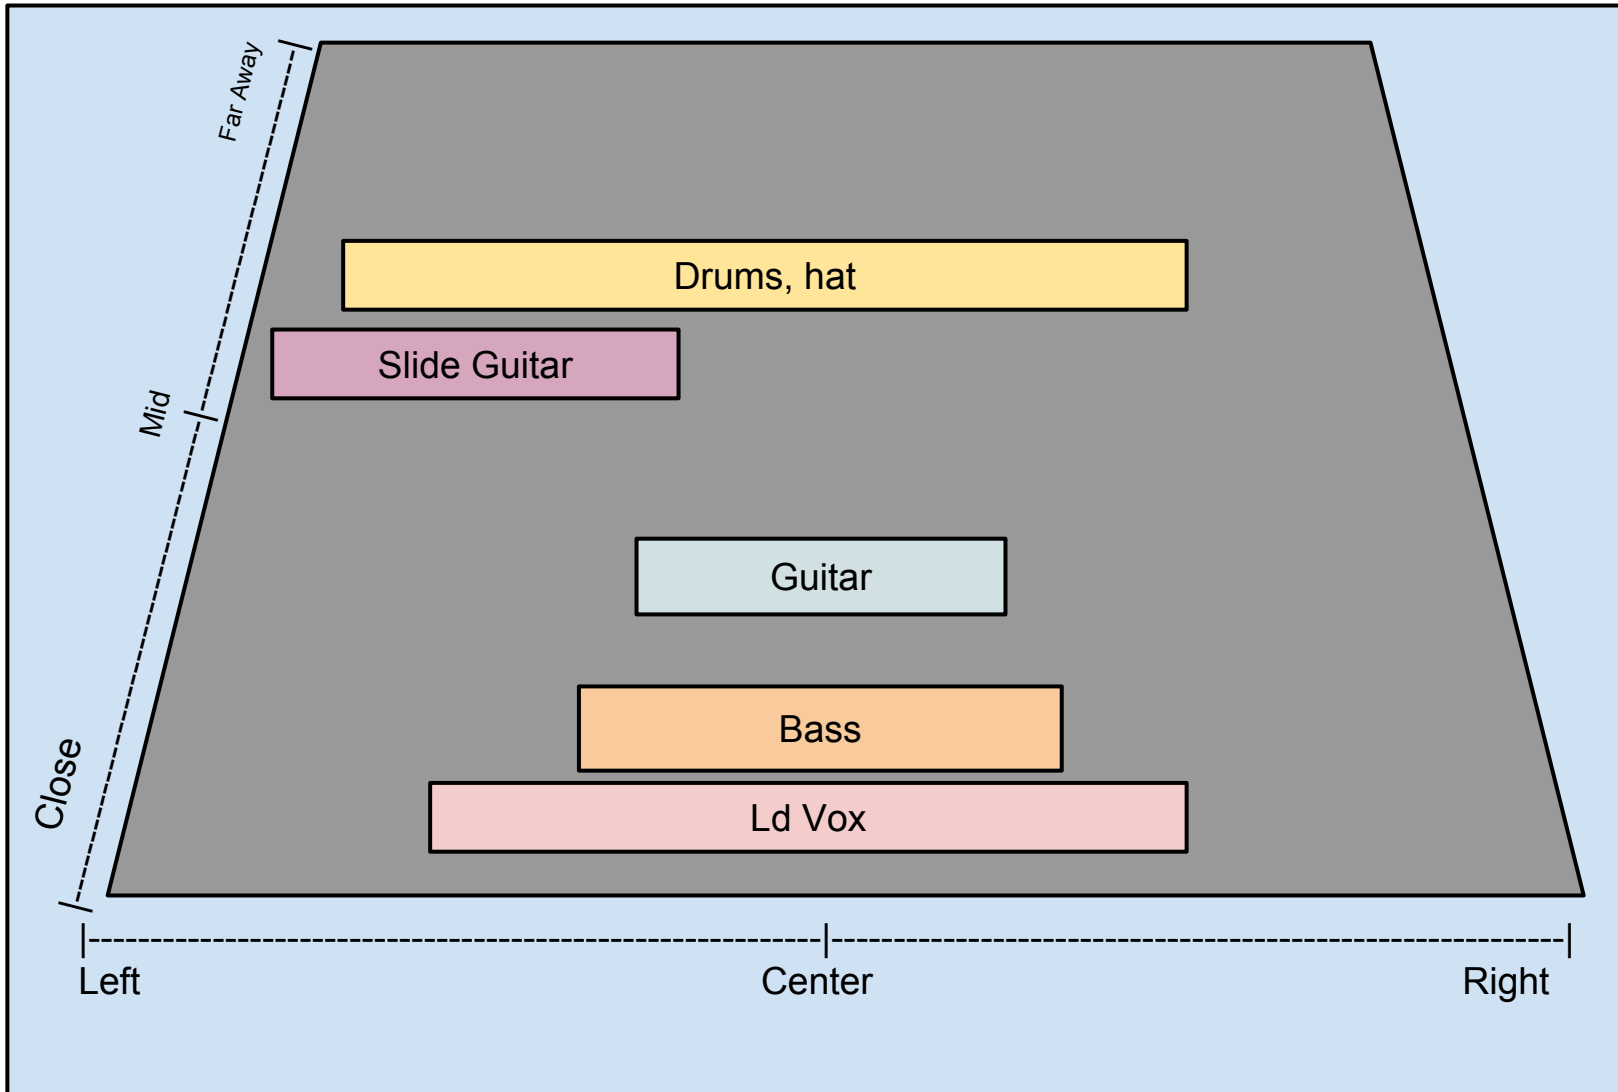 Far Away
Drums, hat
Slide Guitar
Mid
Guitar
Bass
Close
Ld Vox
Left
Center
Right